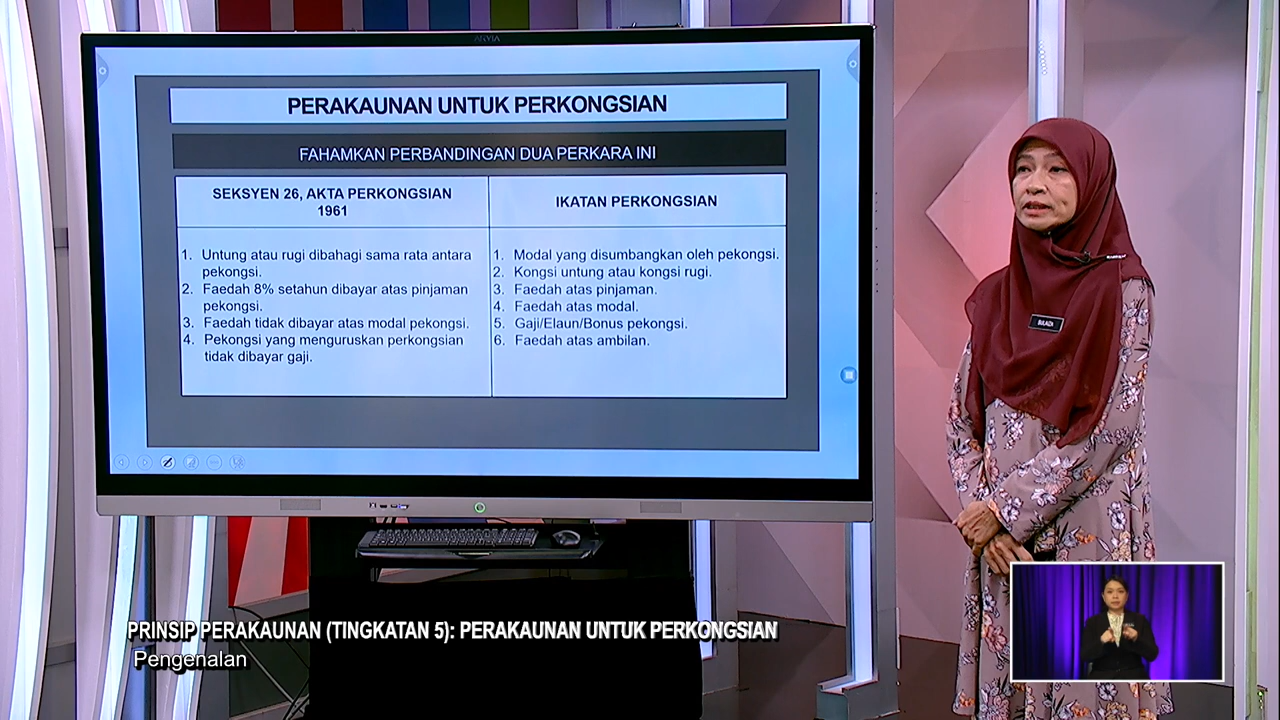 ARVIA
PERAKAUNAN UNTUK PERKONGSIAN
FAHAMKAN PERBANDINGAN DUA PERKARA INI
SEKSYEN 26, AKTA PERKONGSIAN
1961
1. Untung atau rugi dibahagi sama rata antara
pekongsi.
2. Faedah 8% setahun dibayar atas pinjaman
pekongsi.
3. Faedah tidak dibayar atas modal pekongsi.
4. Pekongsi yang menguruskan perkongsian
tidak dibayar gaji.
IKATAN PERKONGSIAN
1. Modal yang disumbangkan oleh pekongsi.
2. Kongsi untung atau kongsi rugi.
3. Faedah atas pinjaman.
4. Faedah atas modal.
5. Gaji/Elaun/Bonus pekongsi.
6. Faedah atas ambilan.
PRINSIP PERAKAUNAN (TINGKATAN 5): PERAKAUNAN UNTUK PERKONGSIAN
Pengenalan